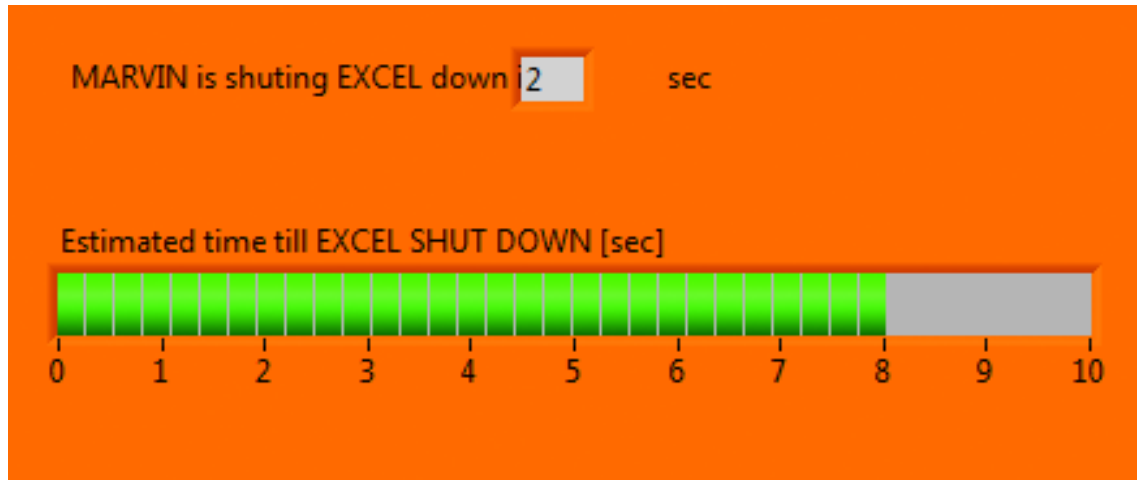 MARVIN is shuting EXCEL down i2 sec
Estimated time till EXCEL SHUT DOWN [sec]
0 1 2 3 4 5 6 7 8 9 10